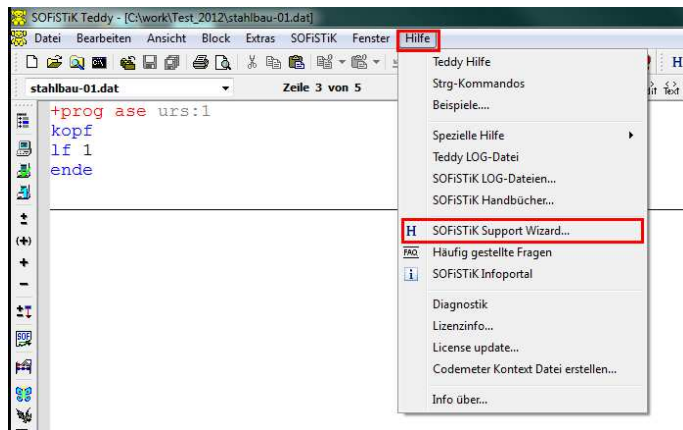 SOFiSTiK Teddy - [C:\work\Test_2012\stahlbau-01.dat]
Datei Bearbeiten Ansicht Block Extras SOFiSTiK Fenster Hilfe
H
stahlbau-01.dat Zeile 3 von 5
Text
+prog ase urs:1
kopf
lf 1
ende
Teddy Hilfe
Strg-Kommandos
Beispiele....
Spezielle Hilfe
Teddy LOG-Datei
SOFiSTiK LOG-Dateien...
SOFiSTiK Handbücher...
H SOFiSTiK Support Wizard...
FAQ Häufig gestellte Fragen
i SOFiSTiK Infoportal
Diagnostik
Lizenzinfo...
License update...
Codemeter Kontext Datei erstellen...
Info über...
SOF